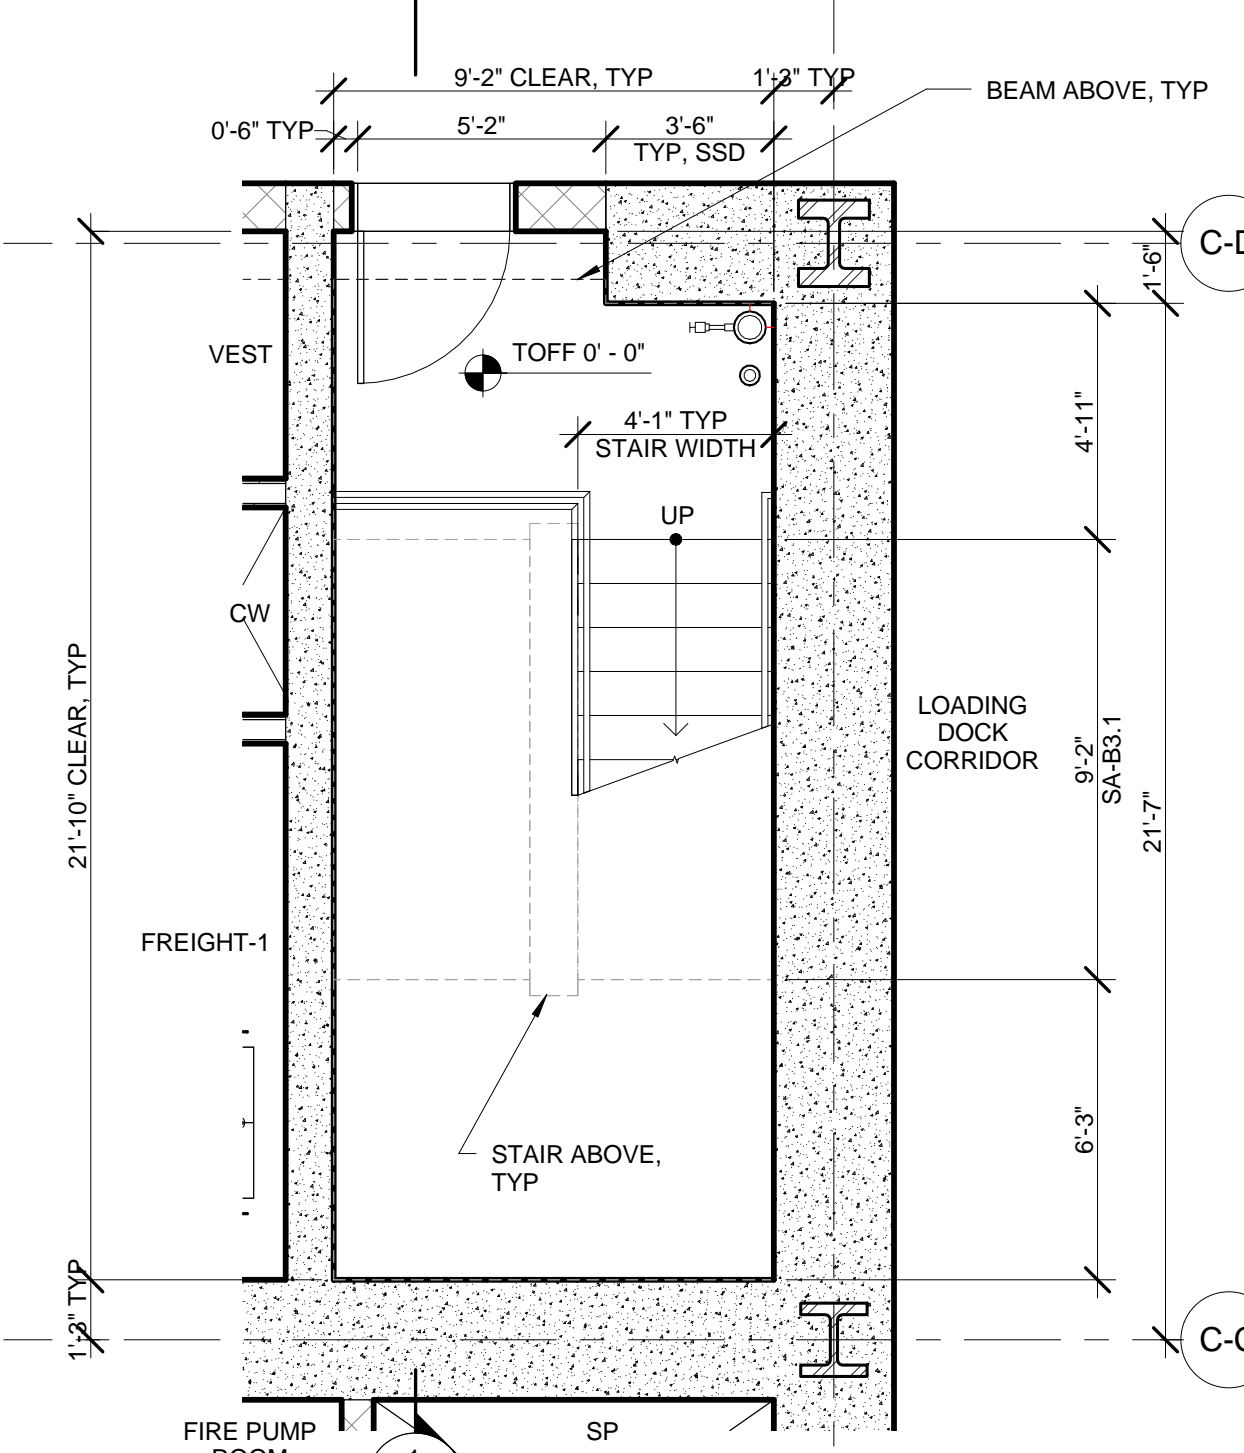 9'-2" CLEAR, TYP
1'-3" TYP
BEAM ABOVE, TYP
0'-6" TYP
5'-2"
3'-6"
TYP, SSD
1'-6"
VEST
TOFF 0' - 0"
4'-1" TYP
STAIR WIDTH
4'-11"
UP
CW
21'-10" CLEAR, TYP
LOADING
DOCK
CORRIDOR
9'-2"
SA-B3.1
21'-7"
FREIGHT-1
6'-3"
STAIR ABOVE,
TYP
1'-3" TYP
FIRE PUMP
ROOM
SP